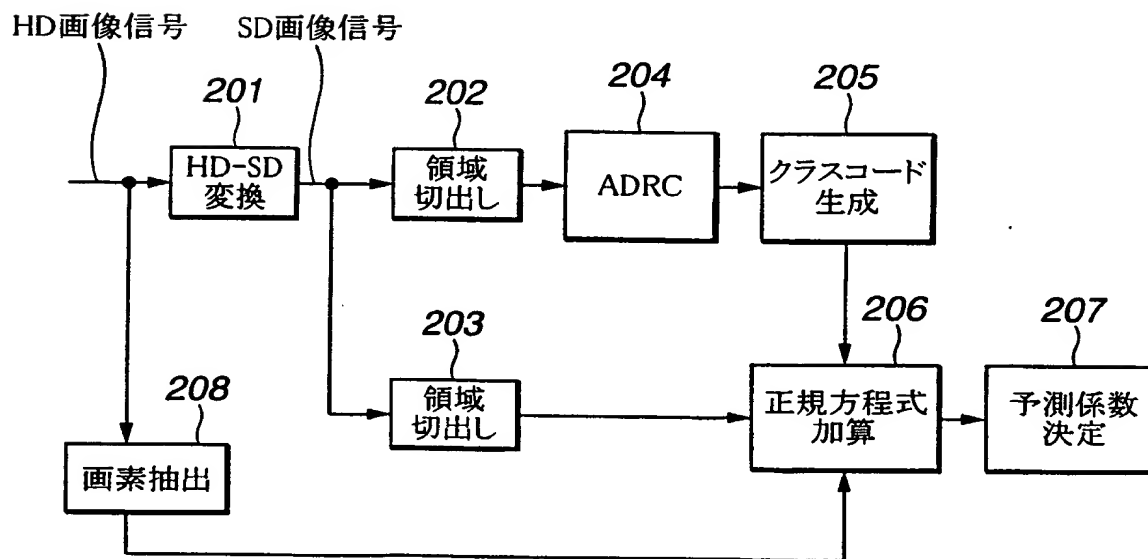 HD画像信号
SD画像信号
201
HD-SD
変換
202
領域
切出し
204
ADRC
205
クラスコード
生成
203
領域
切出し
206
正規方程式
加算
207
予測係数
決定
208
画素抽出